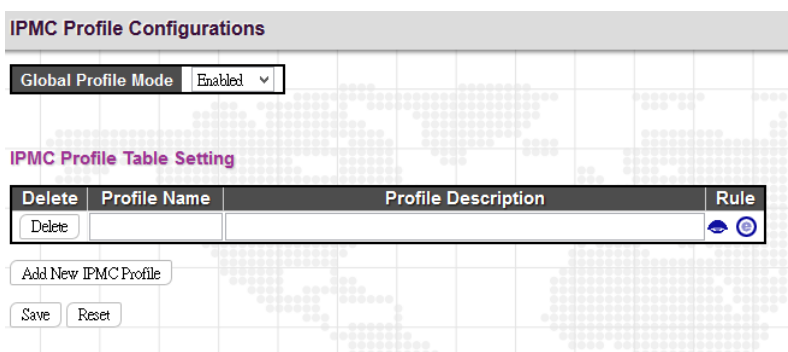 IPMC Profile Configurations
Global Profile Mode Enabled
IPMC Profile Table Setting
Delete Profile Name Profile Description Rule
Delete e
Add New IPMC Profile
Save Reset